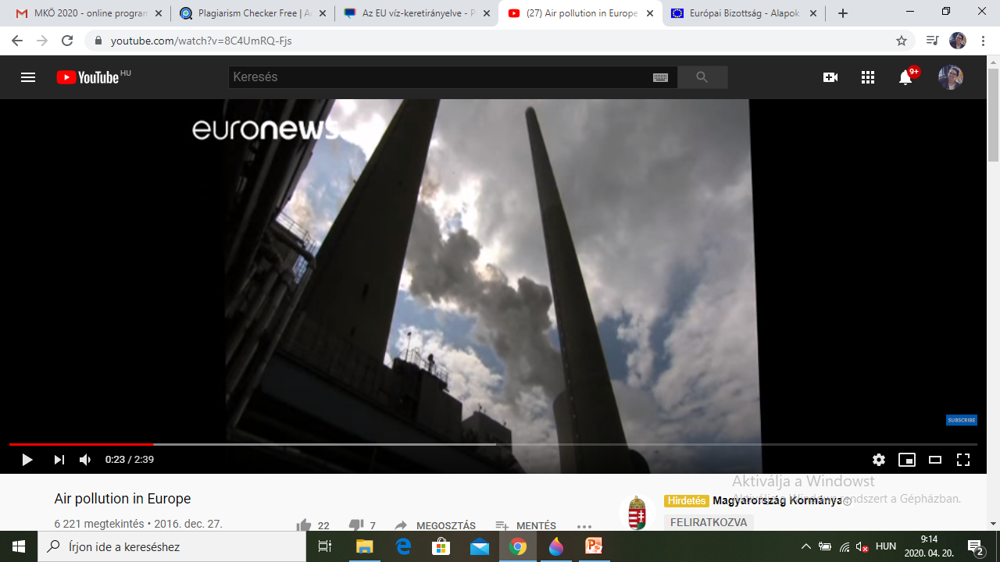 MKÖ 2020 - online program
Plagiarism Checker Free | A
Az EU víz-keretirányelve - P
(27) Air pollution in Europe
Európai Bizottság - Alapok
youtube.com/watch?v=8C4UmRQ-Fjs
YouTube HU
Keresés
9+
euronews
SUBSCRIBE
0:23 / 2:39
Air pollution in Europe
6 221 megtekintés • 2016. dec. 27.
22
7
MEGOSZTÁS
MENTÉS
Hirdetés Magyarország Kormánya
FELIRATKOZVA
Aktiválja a Windowst
Írjon ide a kereséshez
HUN
9:14
2020. 04. 20.
2